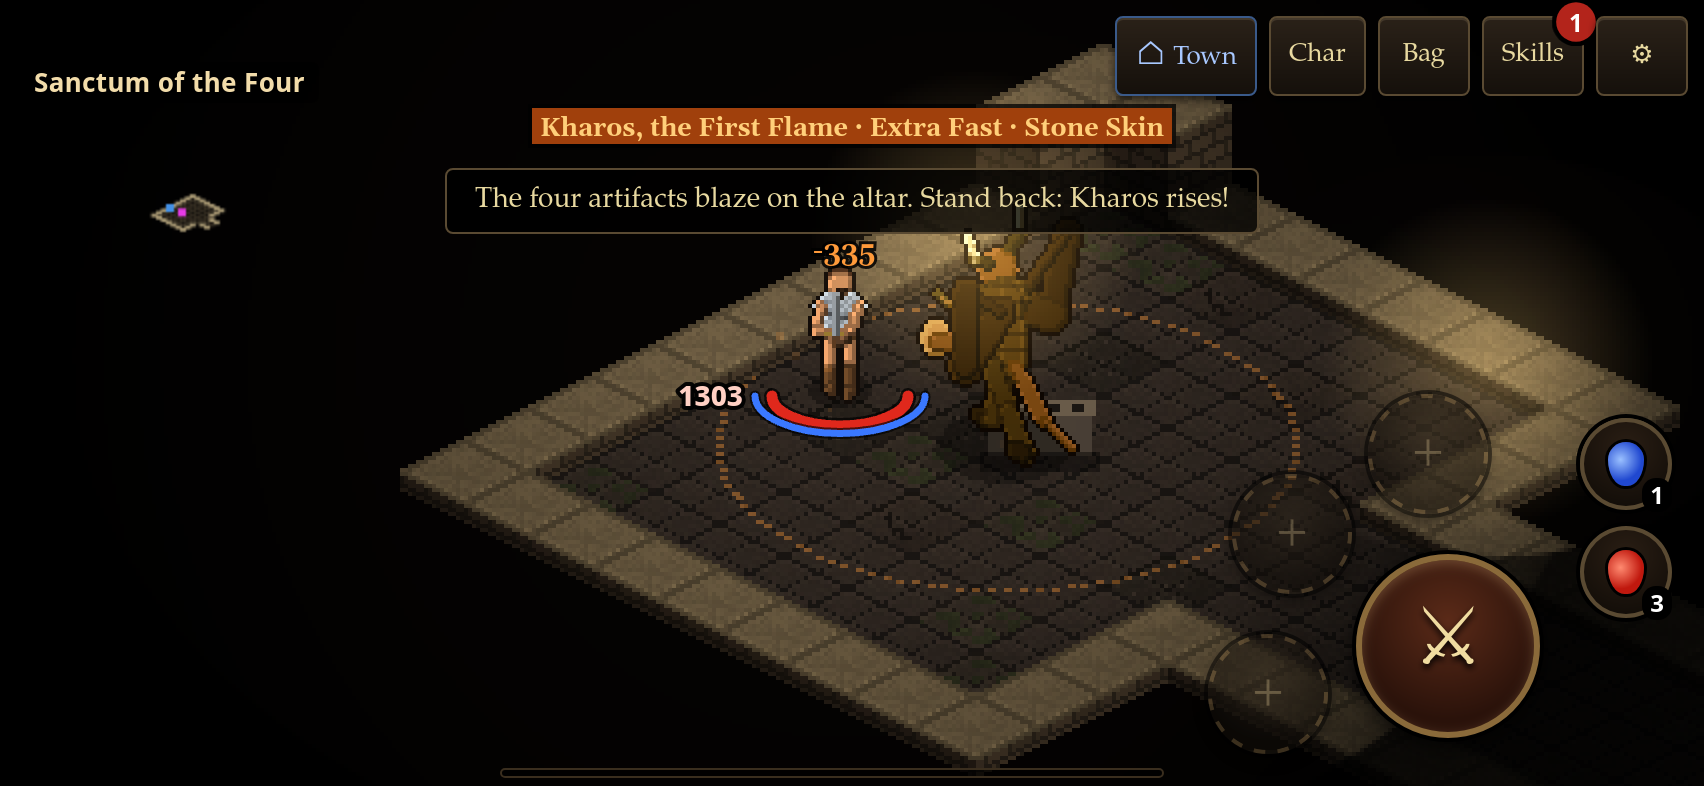 Town
Char
Bag
Skills
1
Sanctum of the Four
Kharos, the First Flame · Extra Fast · Stone Skin
The four artifacts blaze on the altar. Stand back: Kharos rises!
-335
1303
1
3